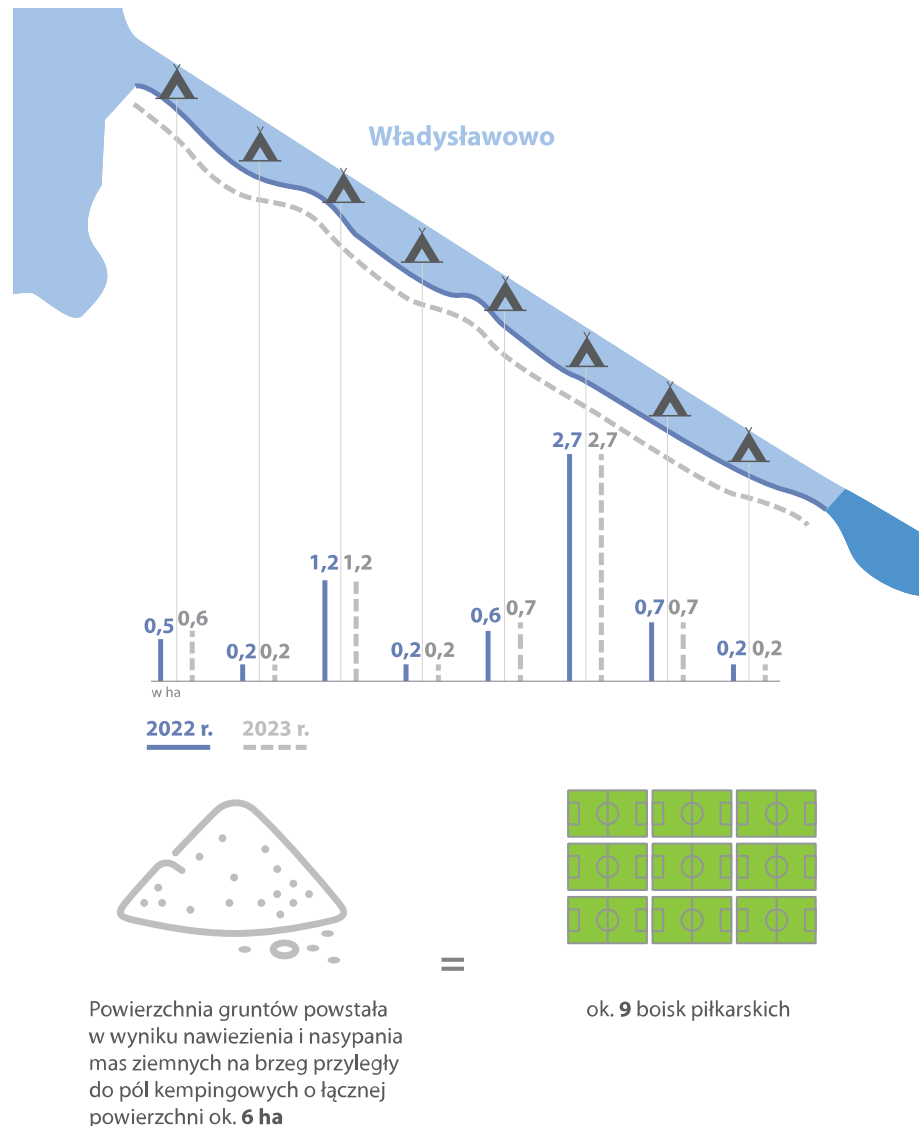 Władysławowo
2,7 2,7
1,2 1,2
0,5 0,6
0,2 0,2
0,2 0,2
0,6 0,7
0,7 0,7
0,2 0,2
w ha
2022 r. 2023 r.
=
Powierzchnia gruntów powstała
w wyniku nawiezienia i nasypania
mas ziemnych na brzeg przyległy
do pól kempingowych o łącznej
powierzchni ok. 6 ha
ok. 9 boisk piłkarskich